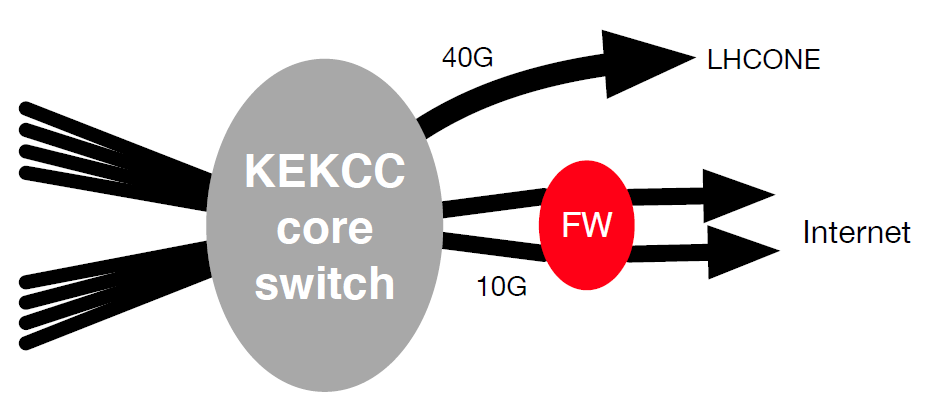 40G
LHCONE
KEKCC
core
switch
FW
Internet
10G